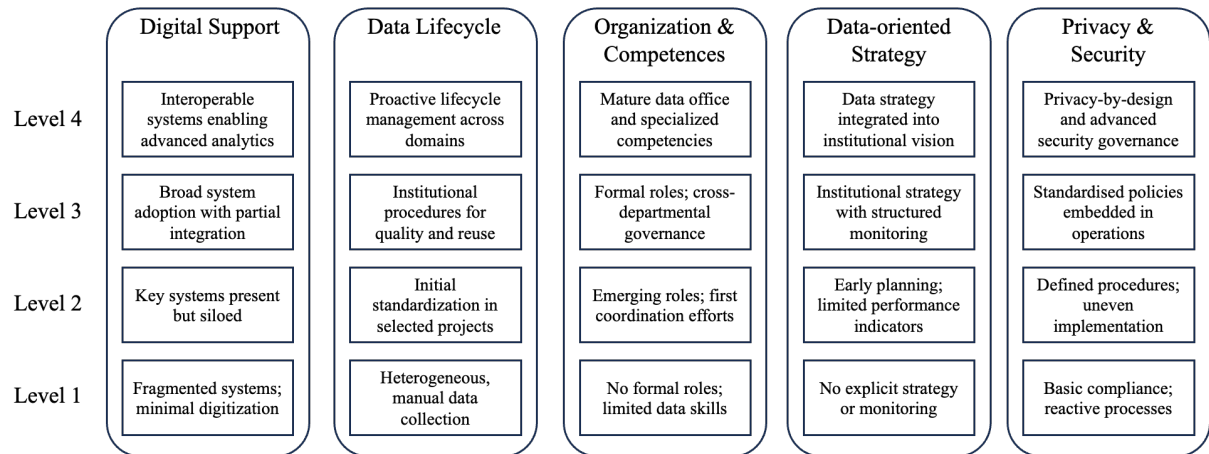 Digital Support
Data Lifecycle
Organization &
Competences
Data-oriented
Strategy
Privacy &
Security
Level 4
Interoperable
systems enabling
advanced analytics
Proactive lifecycle
management across
domains
Mature data office
and specialized
competencies
Data strategy
integrated into
institutional vision
Privacy-by-design
and advanced
security governance
Level 3
Broad system
adoption with partial
integration
Institutional
procedures for
quality and reuse
Formal roles; cross-
departmental
governance
Institutional strategy
with structured
monitoring
Standardised policies
embedded in
operations
Level 2
Key systems present
but siloed
Initial
standardization in
selected projects
Emerging roles; first
coordination efforts
Early planning;
limited performance
indicators
Defined procedures;
uneven
implementation
Level 1
Fragmented systems;
minimal digitization
Heterogeneous,
manual data
collection
No formal roles;
limited data skills
No explicit strategy
or monitoring
Basic compliance;
reactive processes